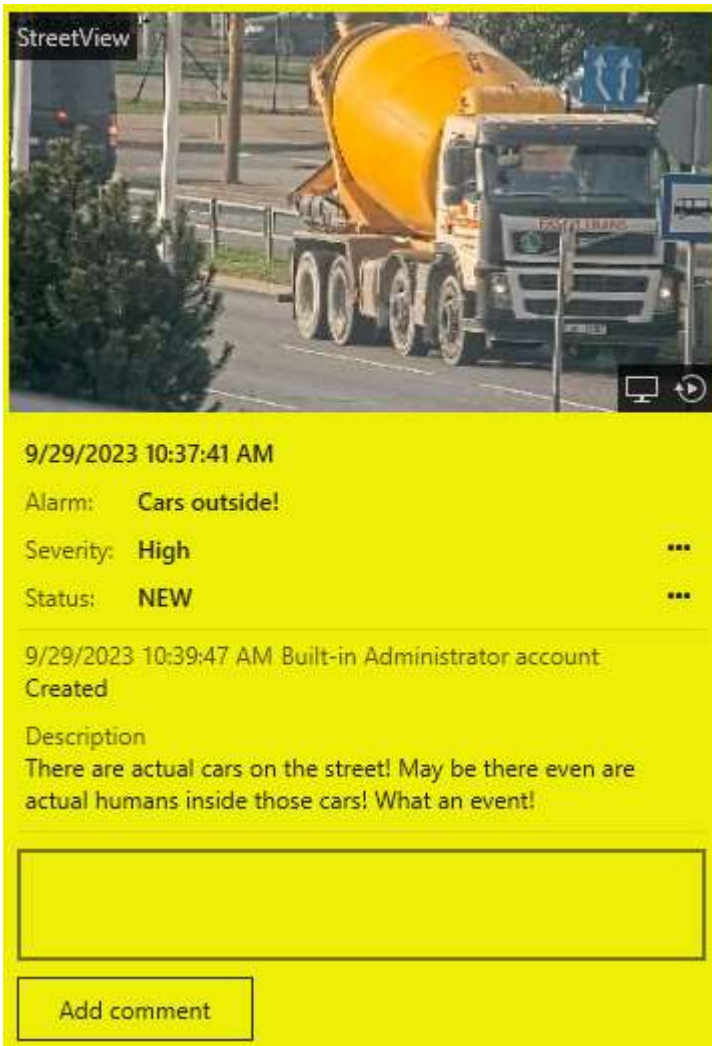 StreetView
9/29/2023 10:37:41 AM
Alarm: Cars outside!
Severity: High
Status: NEW
9/29/2023 10:39:47 AM Built-in Administrator account
Created
Description
There are actual cars on the street! May be there even are
actual humans inside those cars! What an event!
Add comment